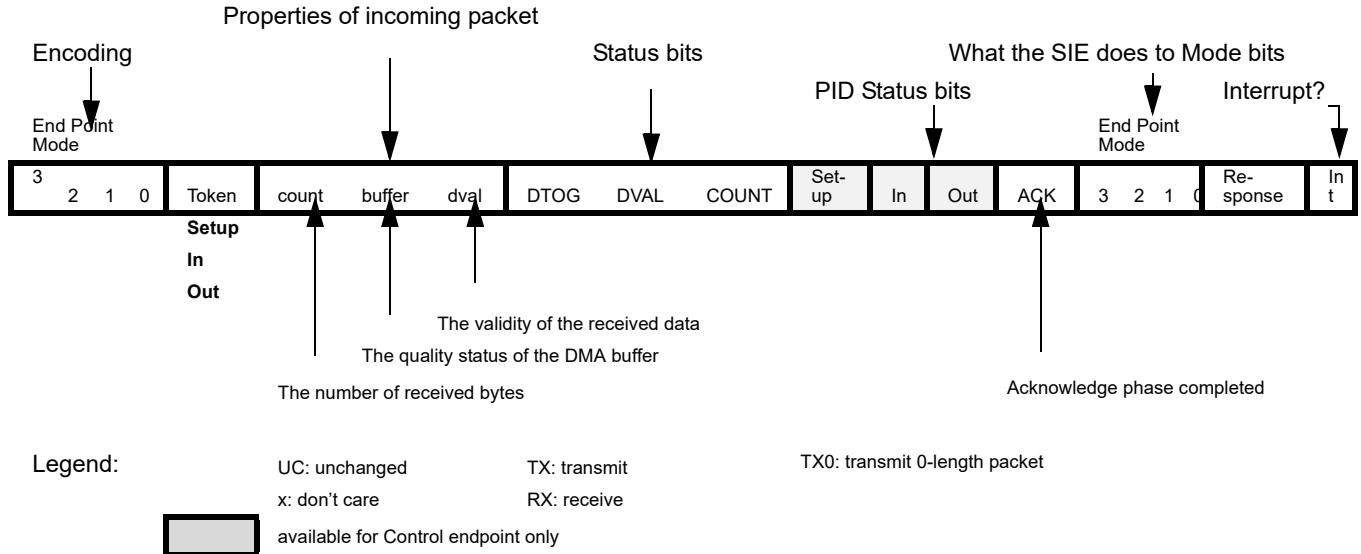 Properties of incoming packet
Encoding Status bits What the SIE does to Mode bits
PID Status bits Interrupt?
End Point Mode End Point Mode
3 2 1 0 Token count buffer dval DTOG DVAL COUNT Set-up In Out ACK 3 2 1 0 Re-sponse In t
Setup
In
Out
The validity of the received data
The quality status of the DMA buffer
The number of received bytes Acknowledge phase completed
Legend: UC: unchanged TX: transmit TX0: transmit 0-length packet
x: don't care RX: receive
available for Control endpoint only